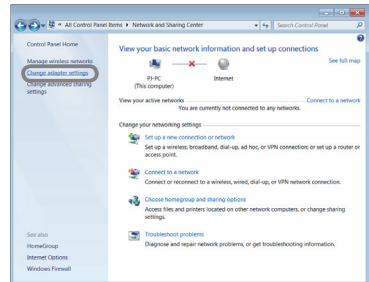 « All Control Panel Items ▸ Network and Sharing Center
Search Control Panel
Control Panel Home
Manage wireless networks
Change adapter settings
Change advanced sharing
settings
View your basic network information and set up connections
See full map
PJ-PC
(This computer)
Internet
View your active networks
Connect to a network
You are currently not connected to any networks.
Change your networking settings
Set up a new connection or network
Set up a wireless, broadband, dial-up, ad hoc, or VPN connection; or set up a router or
access point.
Connect to a network
Connect or reconnect to a wireless, wired, dial-up, or VPN network connection.
Choose homegroup and sharing options
Access files and printers located on other network computers, or change sharing
settings.
Troubleshoot problems
Diagnose and repair network problems, or get troubleshooting information.
See also
HomeGroup
Internet Options
Windows Firewall